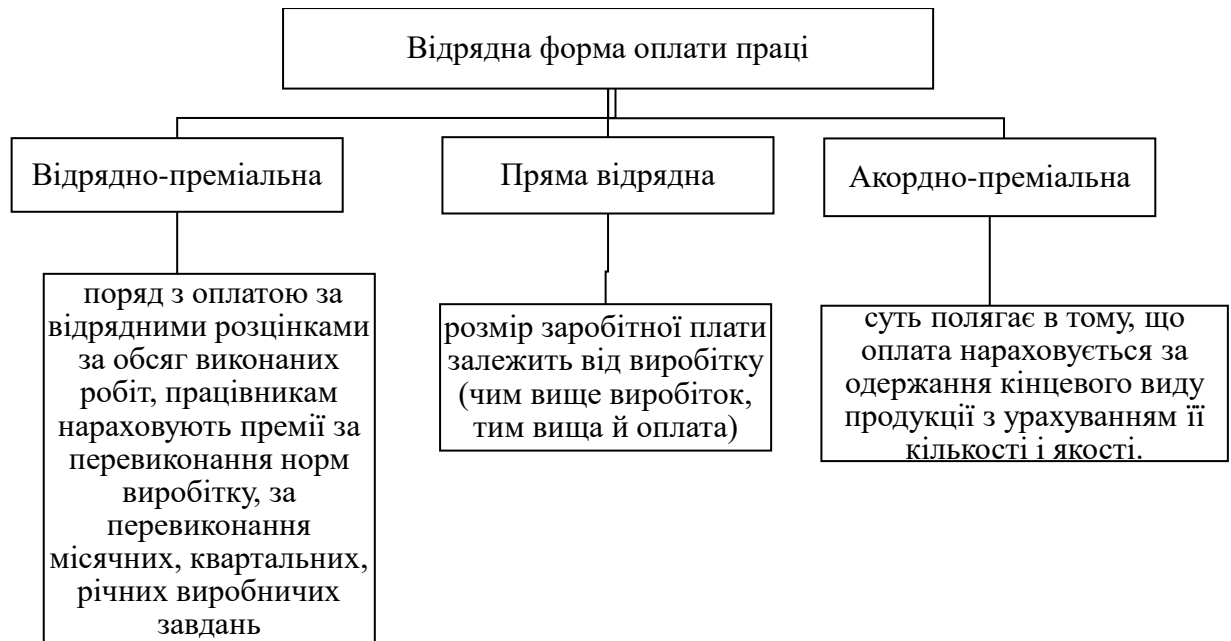 Відрядна форма оплати праці
Відрядно-преміальна
Пряма відрядна
Акордно-преміальна
поряд з оплатою за
відрядними розцінками
за обсяг виконаних
робіт, працівникам
нараховують премії за
перевиконання норм
виробітку, за
перевиконання
місячних, квартальних,
річних виробничих
завдань
розмір заробітної плати
залежить від виробітку
(чим вище виробіток,
тим вища й оплата)
суть полягає в тому, що
оплата нараховується за
одержання кінцевого виду
продукції з урахуванням її
кількості і якості.